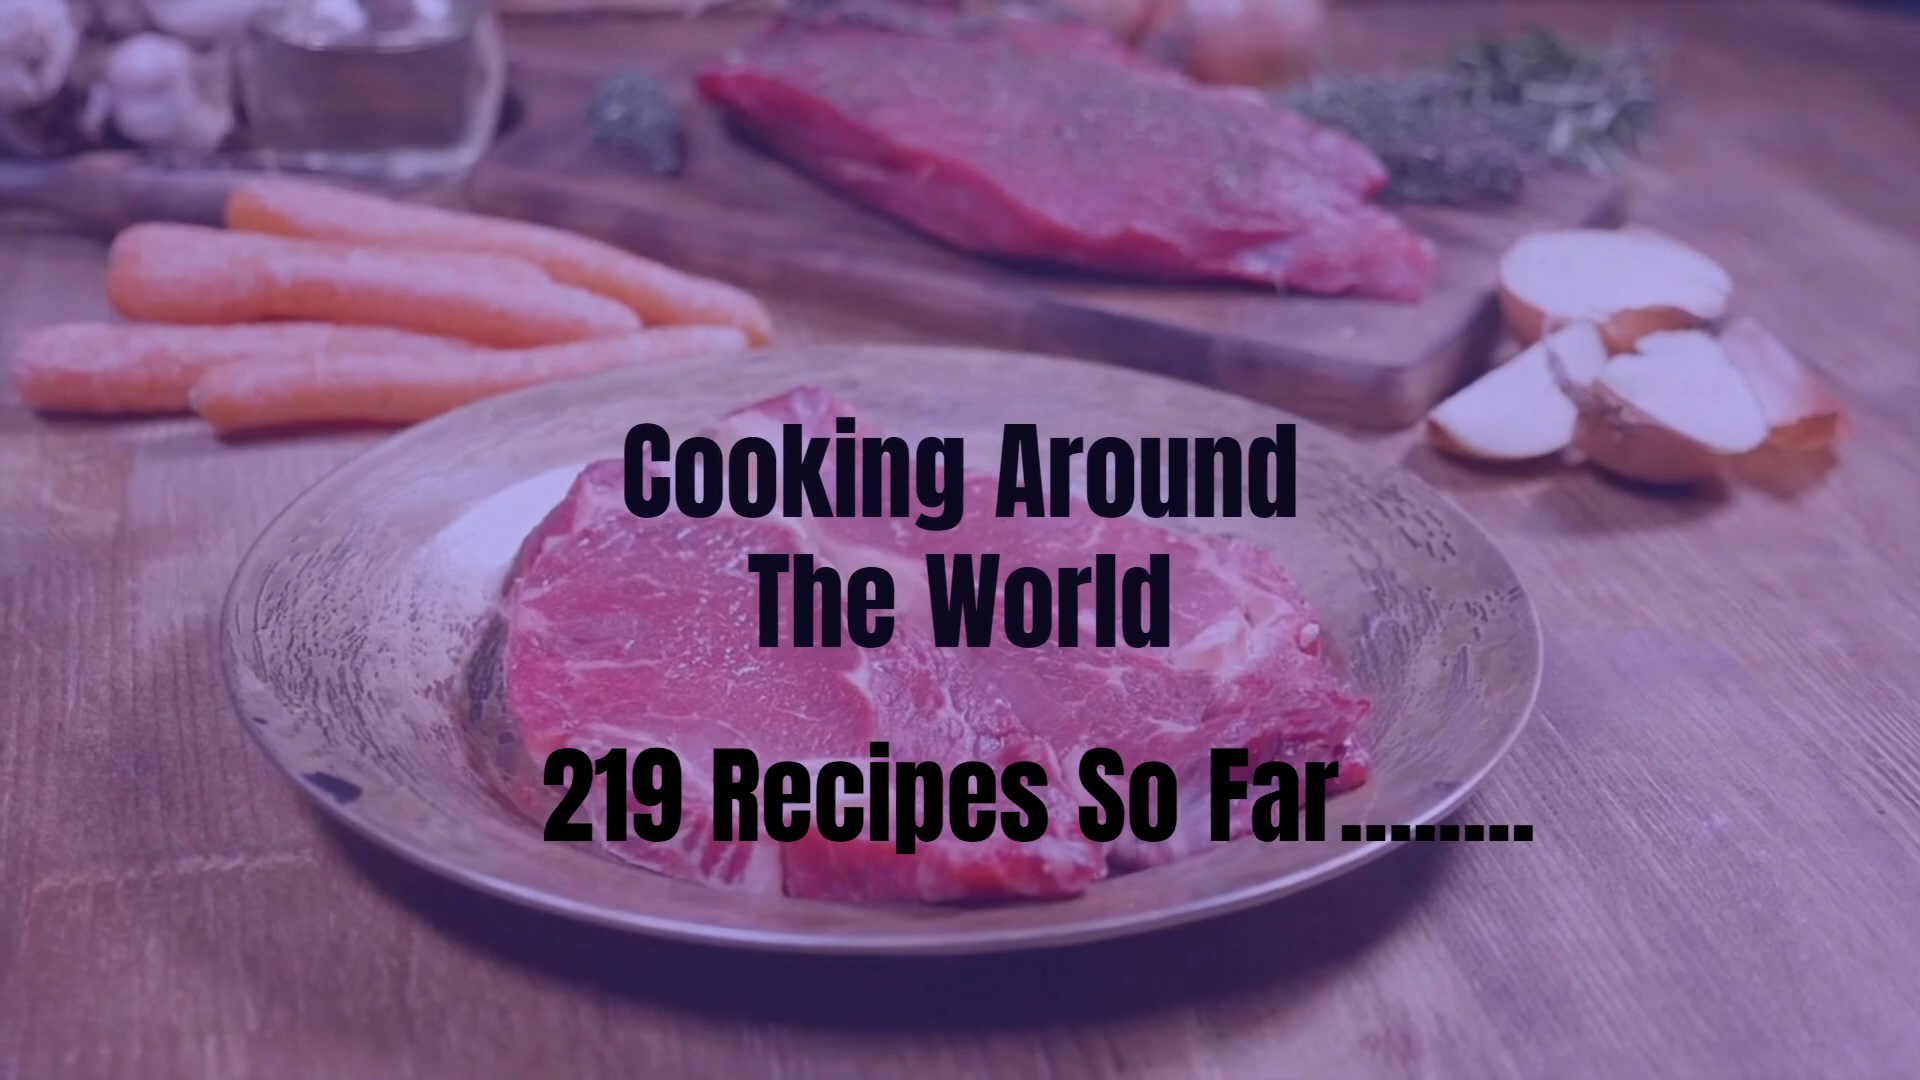 Cooking Around
The World
219 Recipes So Far........